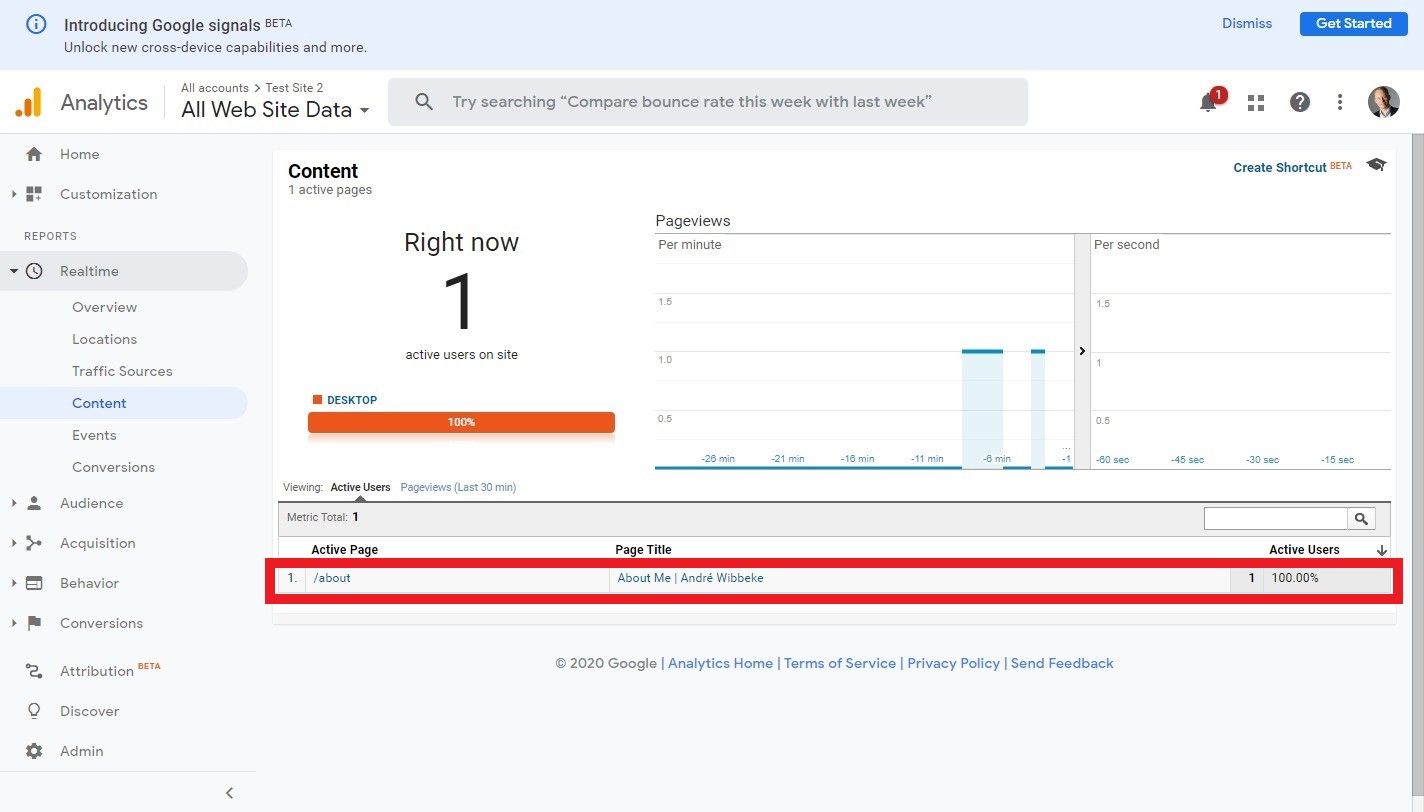 Introducing Google signals BETA
Unlock new cross-device capabilities and more.
Dismiss
Get Started
Analytics
All accounts > Test Site 2
All Web Site Data
Try searching “Compare bounce rate this week with last week”
1
Home
Customization
REPORTS
Realtime
Overview
Locations
Traffic Sources
Content
Events
Conversions
Audience
Acquisition
Behavior
Conversions
Attribution BETA
Discover
Admin
Content
1 active pages
Create Shortcut BETA
Right now
1
active users on site
DESKTOP
100%
Pageviews
Per minute
1.5
1.0
0.5
-26 min -21 min -16 min -11 min -6 min ... -1
Per second
1.5
1
0.5
-60 sec -45 sec -30 sec -15 sec
Viewing: Active Users Pageviews (Last 30 min)
Metric Total: 1
Active Page Page Title Active Users
1. /about About Me | André Wibbeke 1 100.00%
© 2020 Google | Analytics Home | Terms of Service | Privacy Policy | Send Feedback